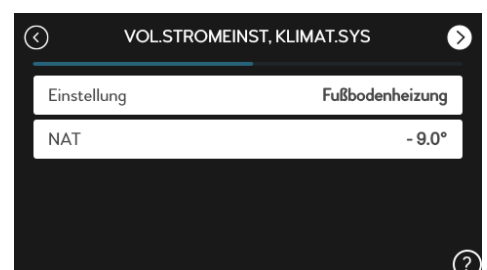 VOL.STROMEINST, KLIMAT.SYS
Einstellung Fußbodenheizung
NAT - 9.0°
?